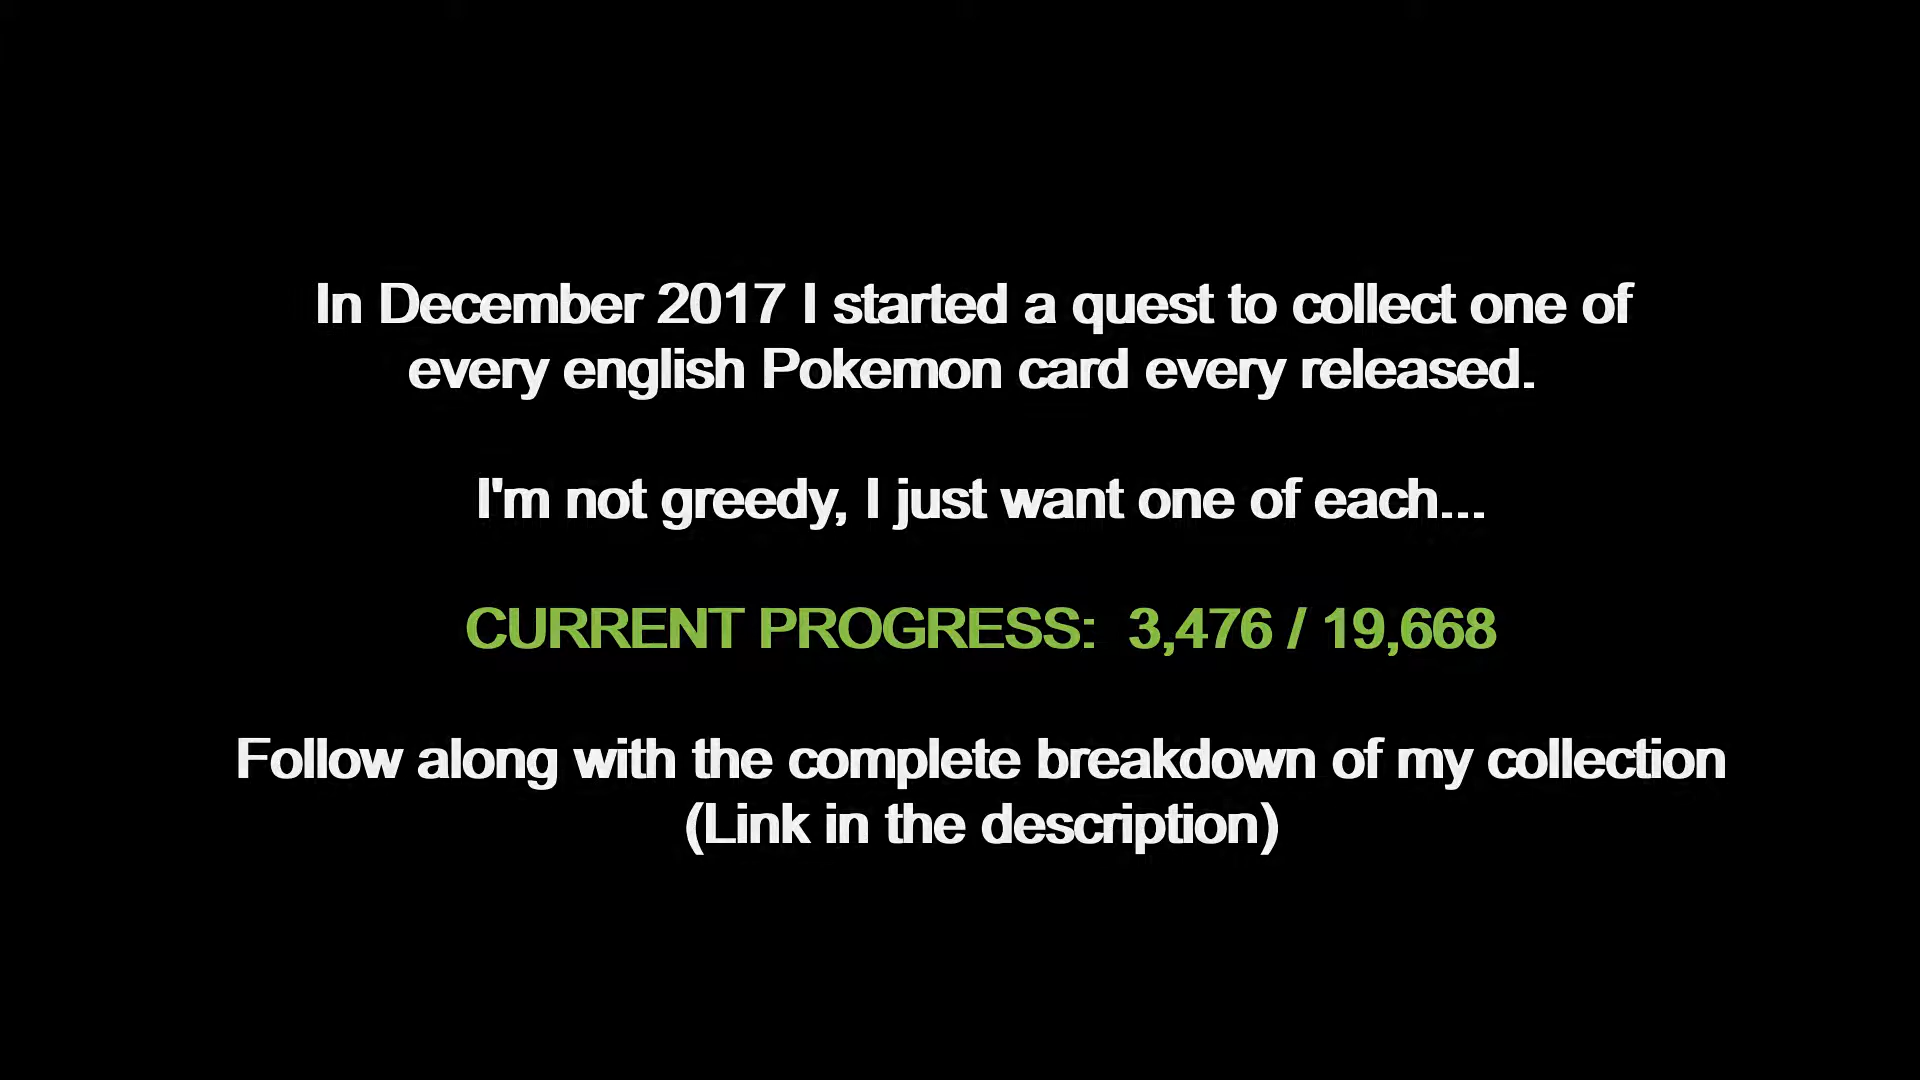 In December 2017 I started a quest to collect one of
every english Pokemon card every released.
I'm not greedy, I just want one of each...
CURRENT PROGRESS: 3,476 / 19,668
Follow along with the complete breakdown of my collection
(Link in the description)